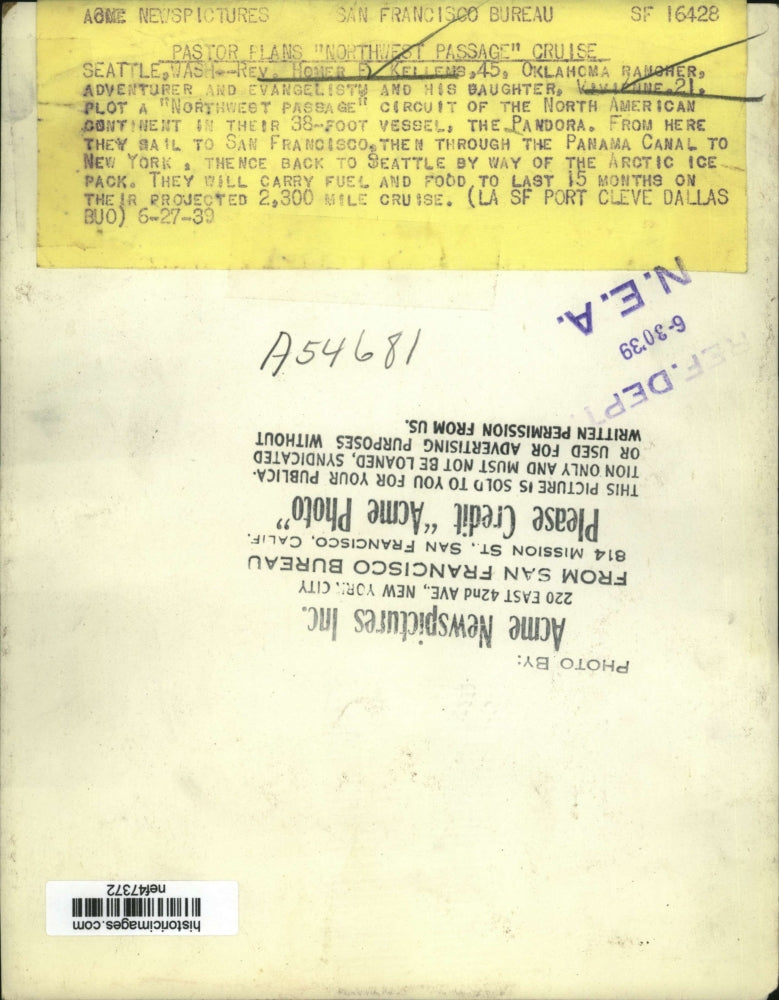 ACME NEWSPICTURES SAN FRANCISCO BUREAU SF 16428
PASTOR PLANS "NORTHWEST PASSAGE" CRUISE
SEATTLE, WASH--REV. HOMER F. KELLEMS, 45, OKLAHOMA RANCHER,
ADVENTURER AND EVANGELIST, AND HIS DAUGHTER, VIVIENNE, 21,
PLOT A "NORTHWEST PASSAGE" CIRCUIT OF THE NORTH AMERICAN
CONTINENT IN THEIR 38-FOOT VESSEL, THE PANDORA. FROM HERE
THEY SAIL TO SAN FRANCISCO, THEN THROUGH THE PANAMA CANAL TO
NEW YORK, THENCE BACK TO SEATTLE BY WAY OF THE ARCTIC ICE
PACK. THEY WILL CARRY FUEL AND FOOD TO LAST 15 MONTHS ON
THEIR PROJECTED 2,300 MILE CRUISE. (LA SF PORT CLEVE DALLAS
BUO) 6-27-39
N.E.A.
6-30'39
REF. DEPT.
A54681
PHOTO BY:
Acme Newspictures Inc.
220 EAST 42nd AVE., NEW YORK CITY
FROM SAN FRANCISCO BUREAU
814 MISSION ST., SAN FRANCISCO, CALIF.
Please Credit "Acme Photo"
THIS PICTURE IS SOLD TO YOU FOR YOUR PUBLICA-
TION ONLY AND MUST NOT BE LOANED, SYNDICATED
OR USED FOR ADVERTISING PURPOSES WITHOUT
WRITTEN PERMISSION FROM US.
historicimages.com
nef47372